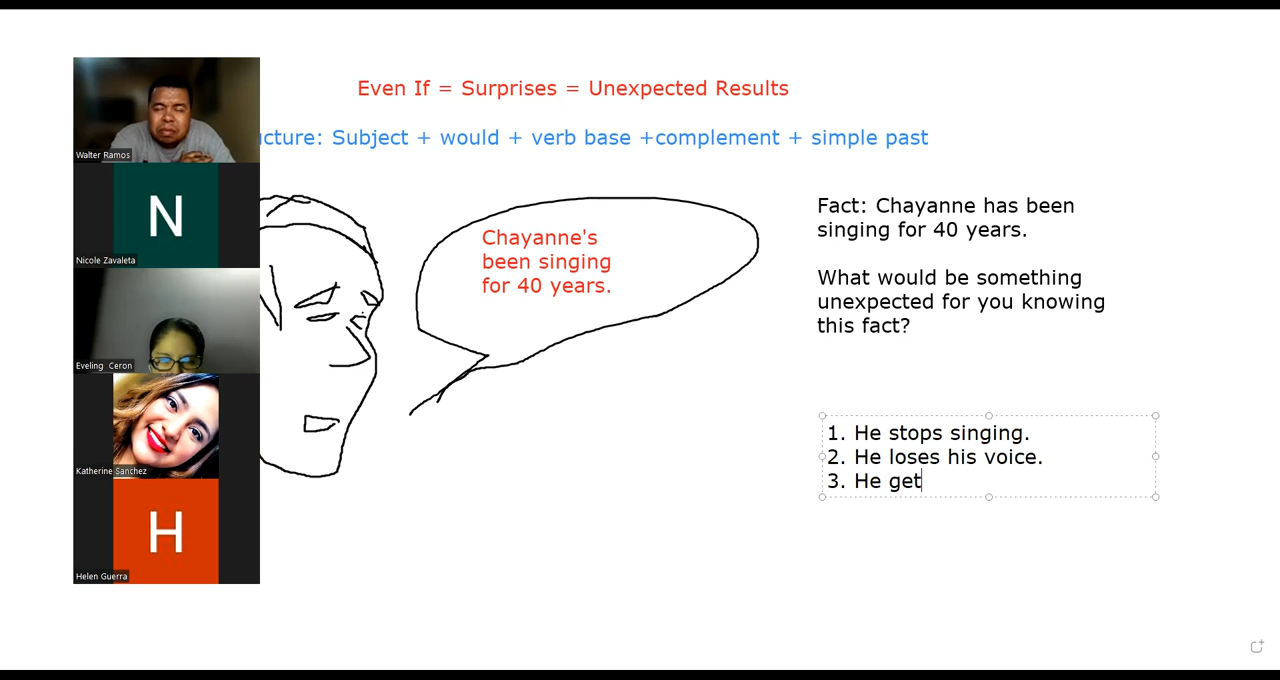 Even If = Surprises = Unexpected Results
ucture: Subject + would + verb base +complement + simple past
Walter Ramos
Nicole Zavaleta
Eveling Ceron
Katherine Sanchez
Helen Guerra
N
H
Chayanne's
been singing
for 40 years.
Fact: Chayanne has been
singing for 40 years.
What would be something
unexpected for you knowing
this fact?
1. He stops singing.
2. He loses his voice.
3. He get